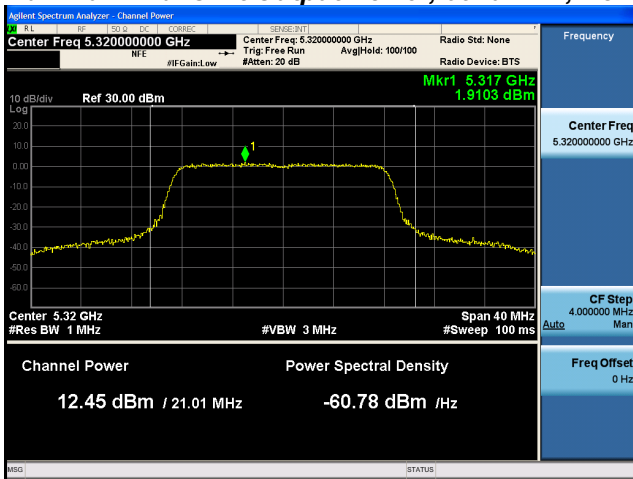 Agilent Spectrum Analyzer - Channel Power
RL RF 50 Ω DC CORREC SENSE:INT
Center Freq 5.320000000 GHz
NFE
#IFGain:Low
Center Freq: 5.320000000 GHz
Trig: Free Run Avg|Hold: 100/100
#Atten: 20 dB
Radio Std: None
Radio Device: BTS
Mkr1 5.317 GHz
1.9103 dBm
10 dB/div Ref 30.00 dBm
Log
20.0
10.0
0.00
-10.0
-20.0
-30.0
-40.0
-50.0
-60.0
1
Center 5.32 GHz Span 40 MHz
#Res BW 1 MHz #VBW 3 MHz #Sweep 100 ms
Channel Power Power Spectral Density
12.45 dBm / 21.01 MHz -60.78 dBm /Hz
MSG STATUS
Frequency
Center Freq
5.320000000 GHz
CF Step
4.000000 MHz
Auto Man
Freq Offset
0 Hz